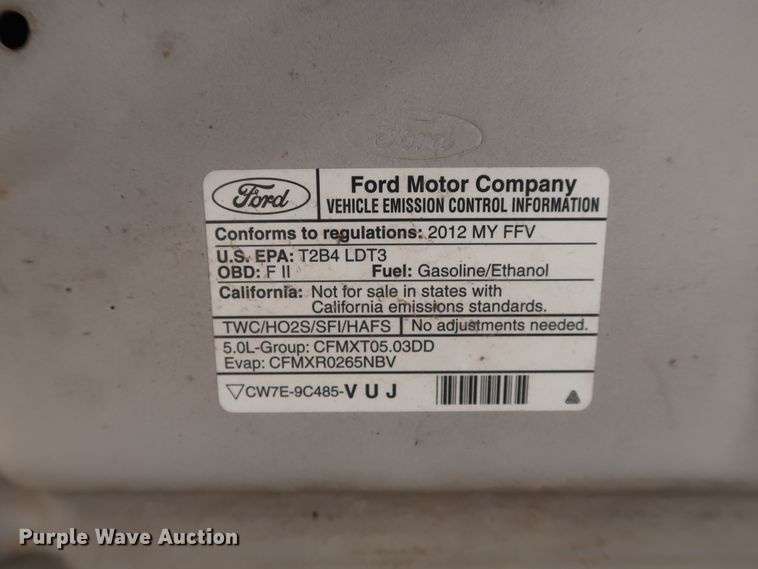 Ford
Ford
Ford Motor Company
VEHICLE EMISSION CONTROL INFORMATION
Conforms to regulations: 2012 MY FFV
U.S. EPA: T2B4 LDT3
OBD: F II Fuel: Gasoline/Ethanol
California: Not for sale in states with
California emissions standards.
TWC/HO2S/SFI/HAFS No adjustments needed.
5.0L-Group: CFMXT05.03DD
Evap: CFMXR0265NBV
CW7E-9C485-VUJ
Purple Wave Auction